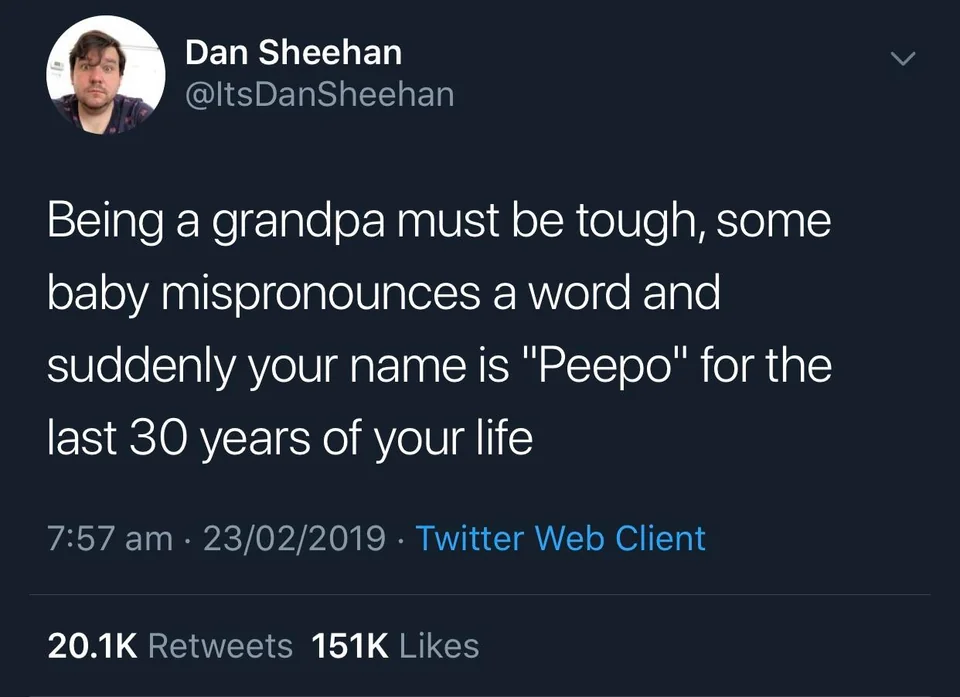 Dan Sheehan
@ItsDanSheehan
Being a grandpa must be tough, some
baby mispronounces a word and
suddenly your name is "Peepo" for the
last 30 years of your life
7:57 am · 23/02/2019 · Twitter Web Client
20.1K Retweets 151K Likes